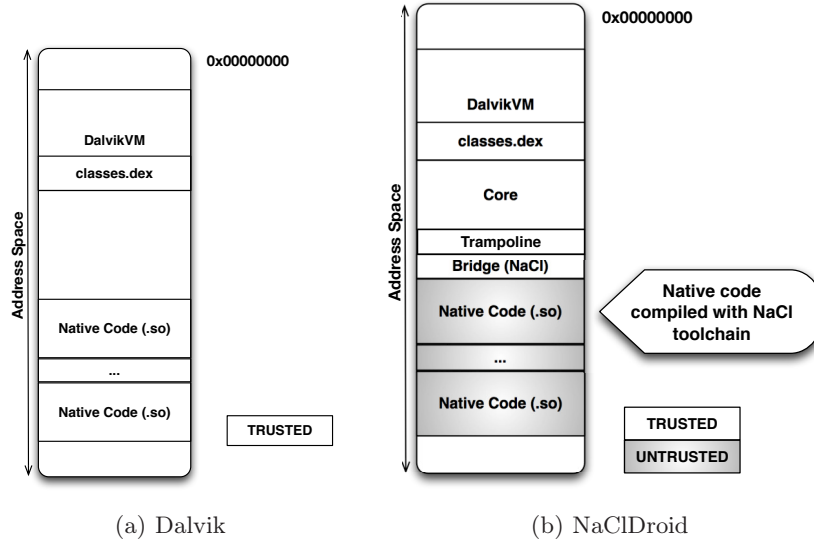 0x00000000
Address Space
DalvikVM
classes.dex
Native Code (.so)
...
Native Code (.so)
TRUSTED
(a) Dalvik
0x00000000
Address Space
DalvikVM
classes.dex
Core
Trampoline
Bridge (NaCl)
Native Code (.so)
...
Native Code (.so)
Native code
compiled with NaCl
toolchain
TRUSTED
UNTRUSTED
(b) NaClDroid